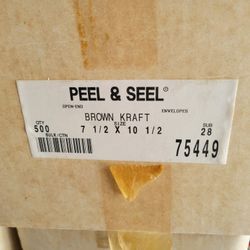 PEEL & SEEL®
OPEN-END ENVELOPES
BROWN KRAFT
QTY SIZE SUB
500 7 1/2 X 10 1/2 28
BULK/CTN
75449